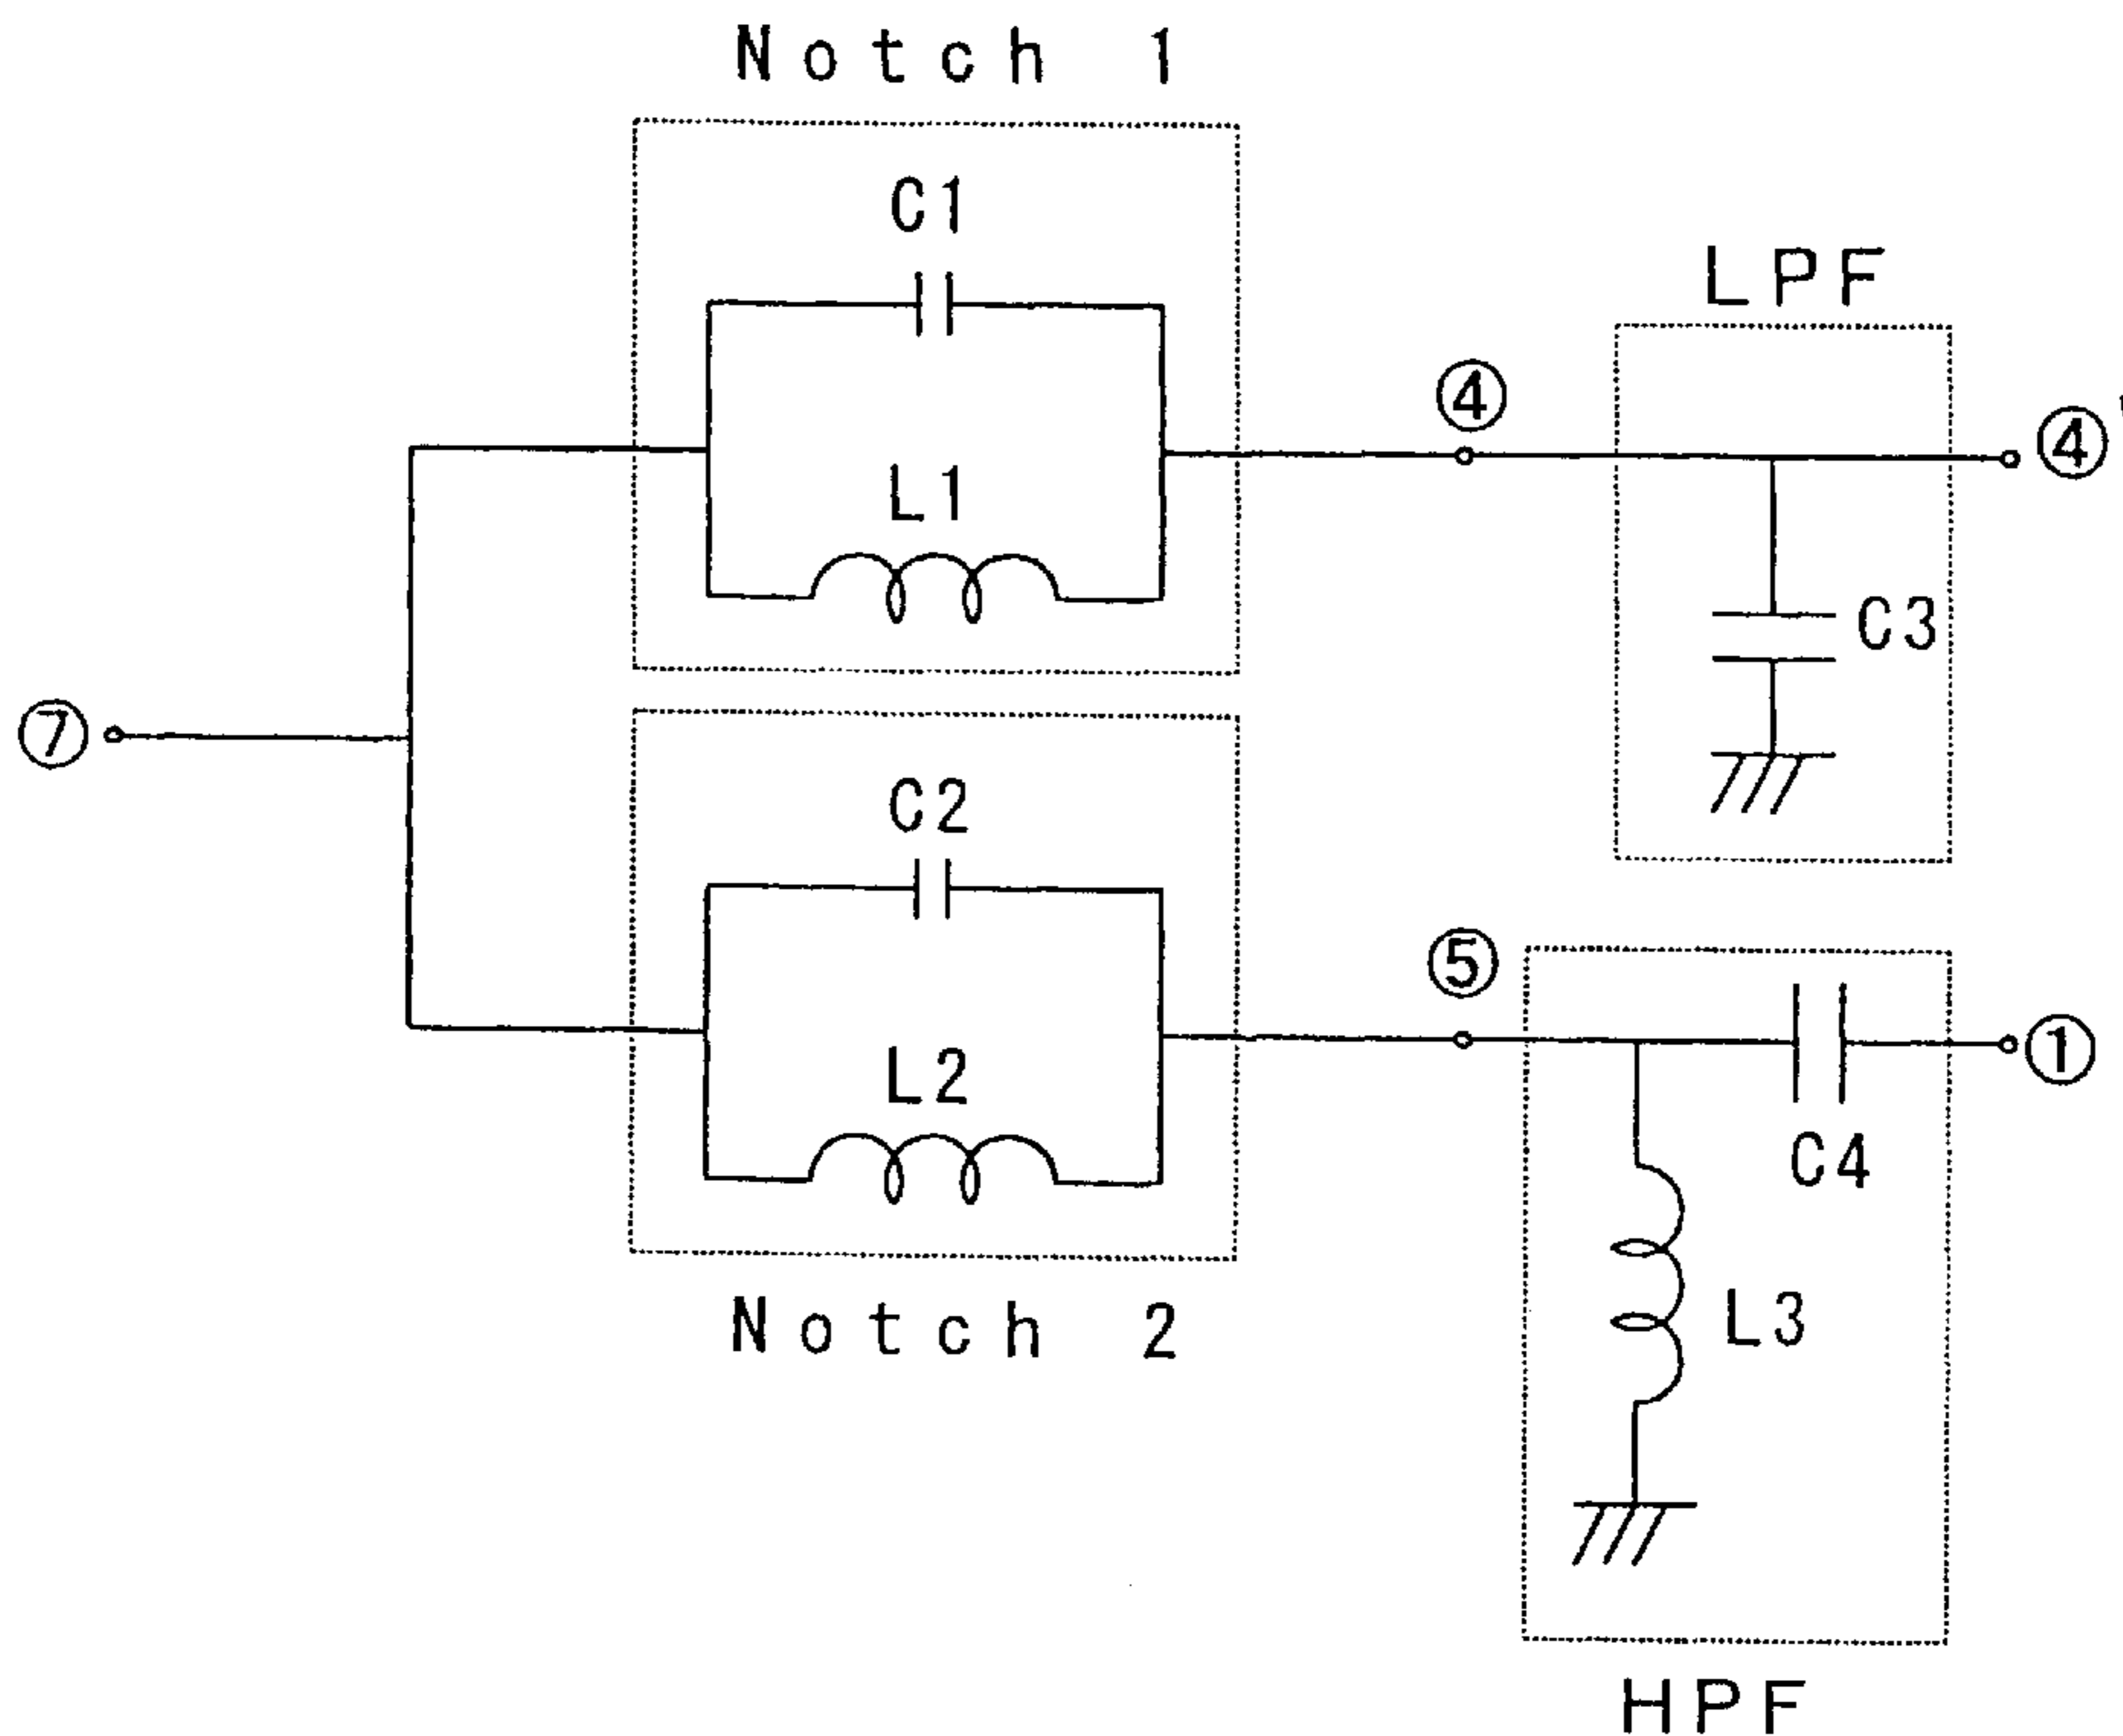 Notch 1
C1
L1
LPF
④
④'
C3
⑦
C2
L2
⑤
①
C4
L3
Notch 2
HPF